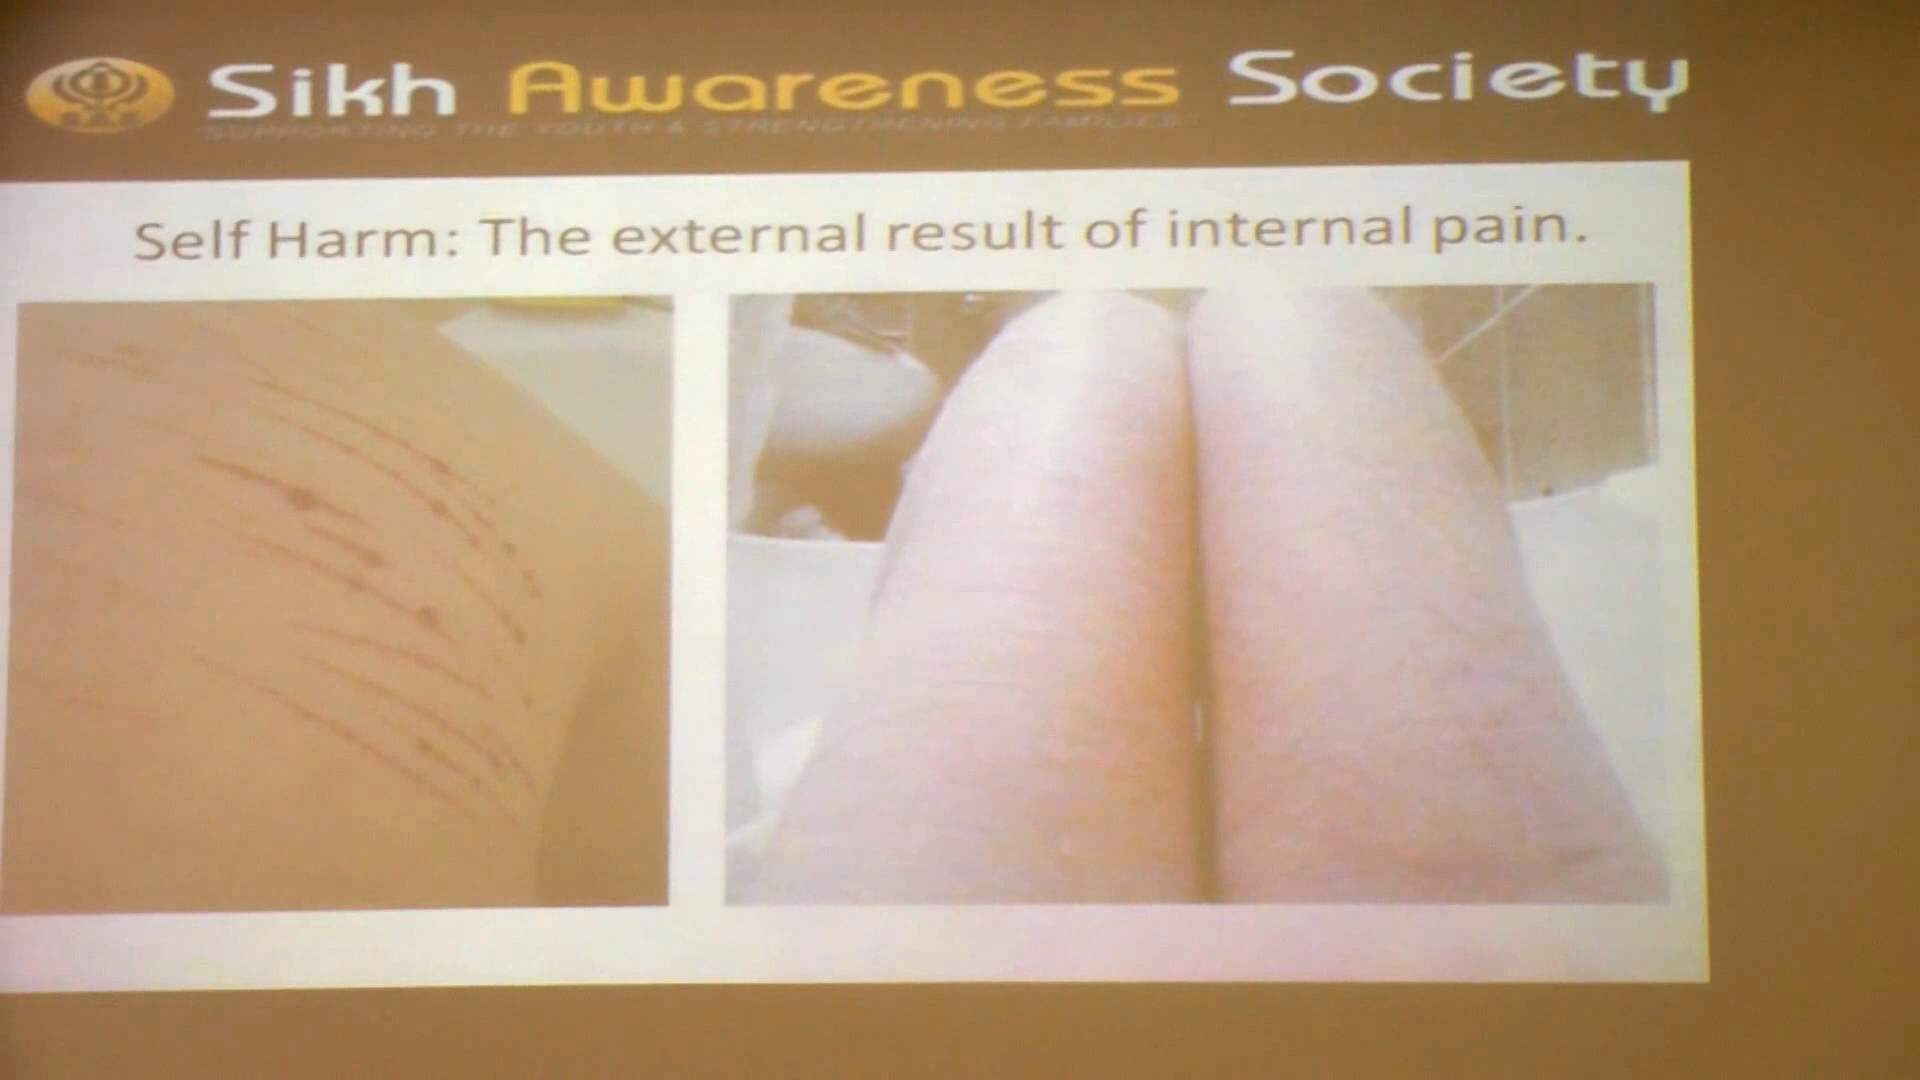 Sikh Awareness Society
"SUPPORTING THE YOUTH & STRENGTHENING FAMILIES"
Self Harm: The external result of internal pain.